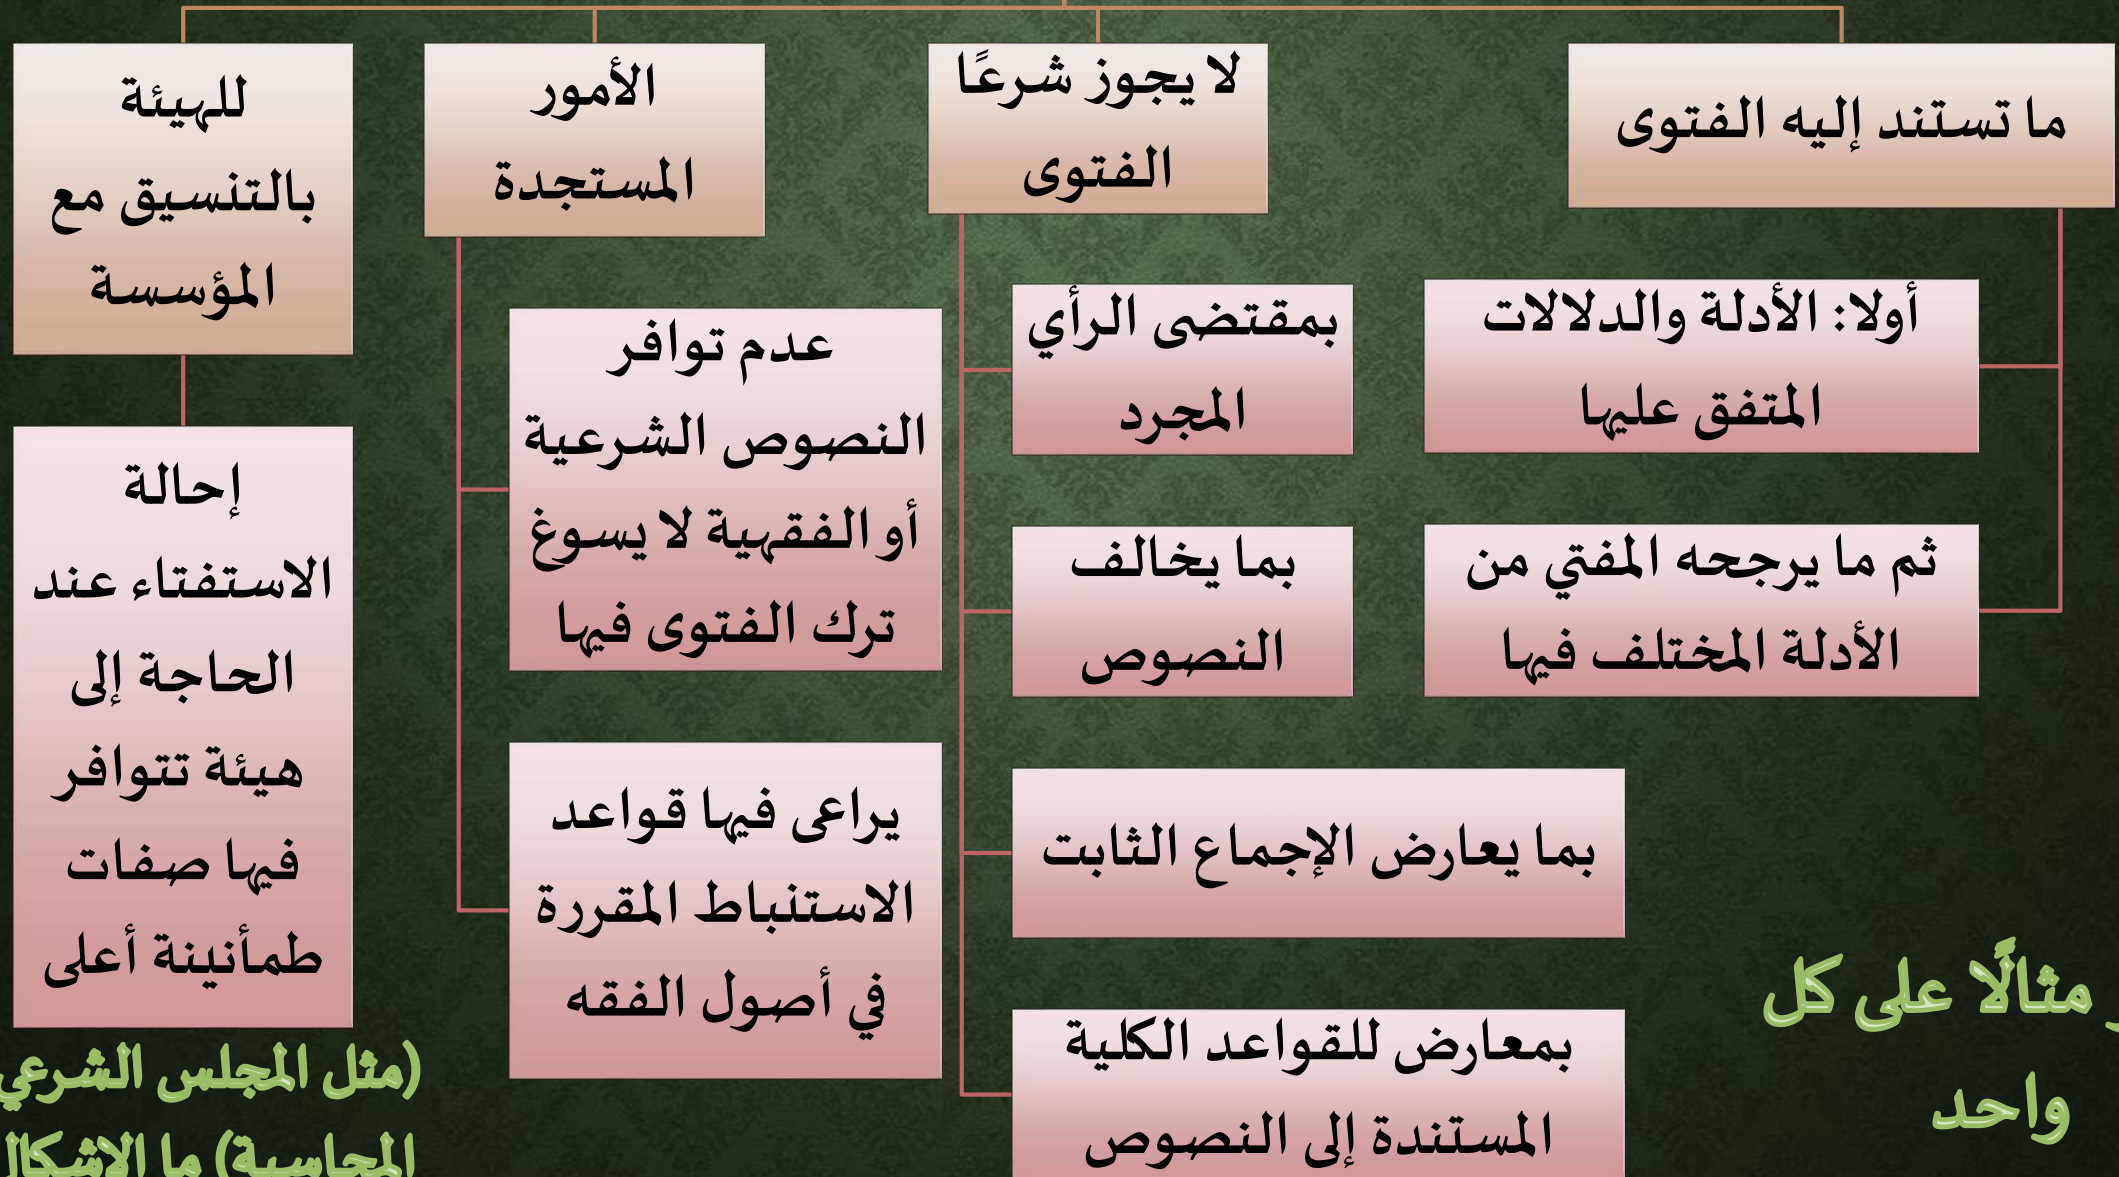 ما تستند إليه الفتوى
أولا: الأدلة والدلالات
المتفق عليها
ثم ما يرجحه المفتي من
الأدلة المختلف فيها
لا يجوز شرعًا
الفتوى
بمقتضى الرأي
المجرد
بما يخالف
النصوص
بما يعارض الإجماع الثابت
بمعارض للقواعد الكلية
المستندة إلى النصوص
الأمور
المستجدة
عدم توافر
النصوص الشرعية
أو الفقهية لا يسوغ
ترك الفتوى فيها
يراعى فيها قواعد
الاستنباط المقررة
في أصول الفقه
للهيئة
بالتنسيق مع
المؤسسة
إحالة
الاستفتاء عند
الحاجة إلى
هيئة تتوافر
فيها صفات
طمأنينة أعلى
(مثل المجلس الشرعي
المحاسبة) ما الاشكال
مثالًا على كل
واحد